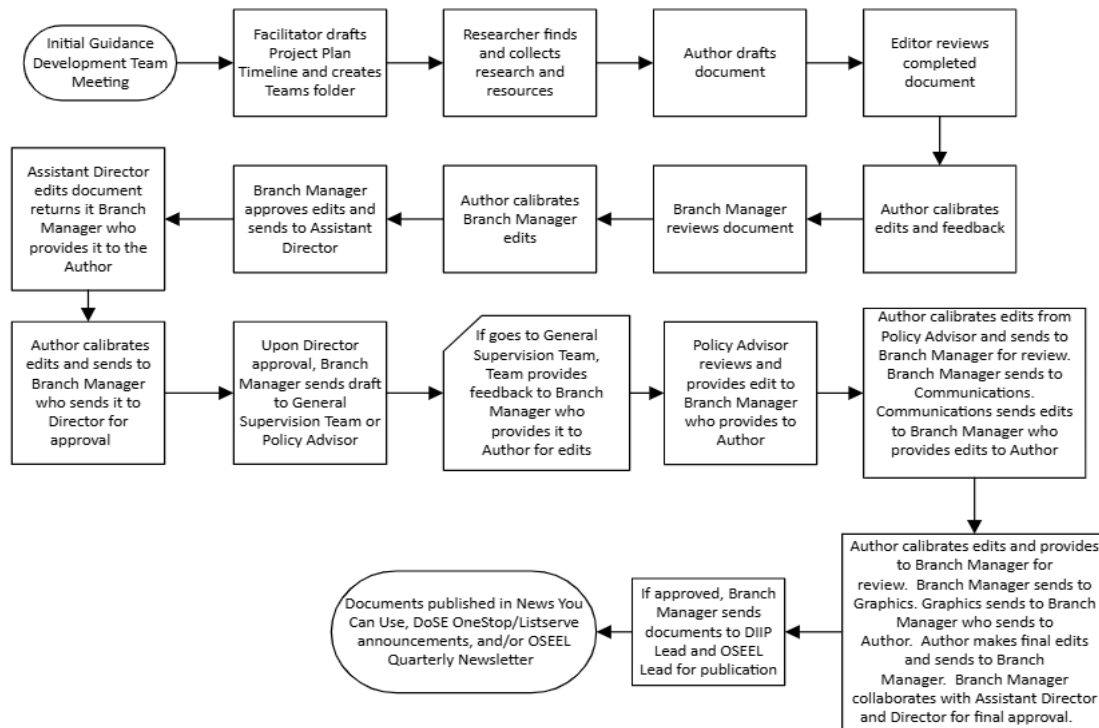 Initial Guidance
Development Team
Meeting
Facilitator drafts
Project Plan
Timeline and creates
Teams folder
Researcher finds
and collects
research and
resources
Author drafts
document
Editor reviews
completed
document
Author calibrates
edits and feedback
Branch Manager
reviews document
Author calibrates
Branch Manager
edits
Branch Manager
approves edits and
sends to Assistant
Director
Assistant Director
edits document
returns it Branch
Manager who
provides it to the
Author
Author calibrates
edits and sends to
Branch Manager
who sends it to
Director for
approval
Upon Director
approval, Branch
Manager sends draft
to General
Supervision Team or
Policy Advisor
If goes to General
Supervision Team,
Team provides
feedback to Branch
Manager who
provides it to
Author for edits
Policy Advisor
reviews and
provides edit to
Branch Manager
who provides to
Author
Author calibrates edits from
Policy Advisor and sends to
Branch Manager for review.
Branch Manager sends to
Communications.
Communications sends edits
to Branch Manager who
provides edits to Author
Author calibrates edits and provides
to Branch Manager for
review. Branch Manager sends to
Graphics. Graphics sends to Branch
Manager who sends to
Author. Author makes final edits
and sends to Branch
Manager. Branch Manager
collaborates with Assistant Director
and Director for final approval.
If approved, Branch
Manager sends
documents to DIIP
Lead and OSEEL
Lead for publication
Documents published in News You
Can Use, DoSE OneStop/Listserve
announcements, and/or OSEEL
Quarterly Newsletter